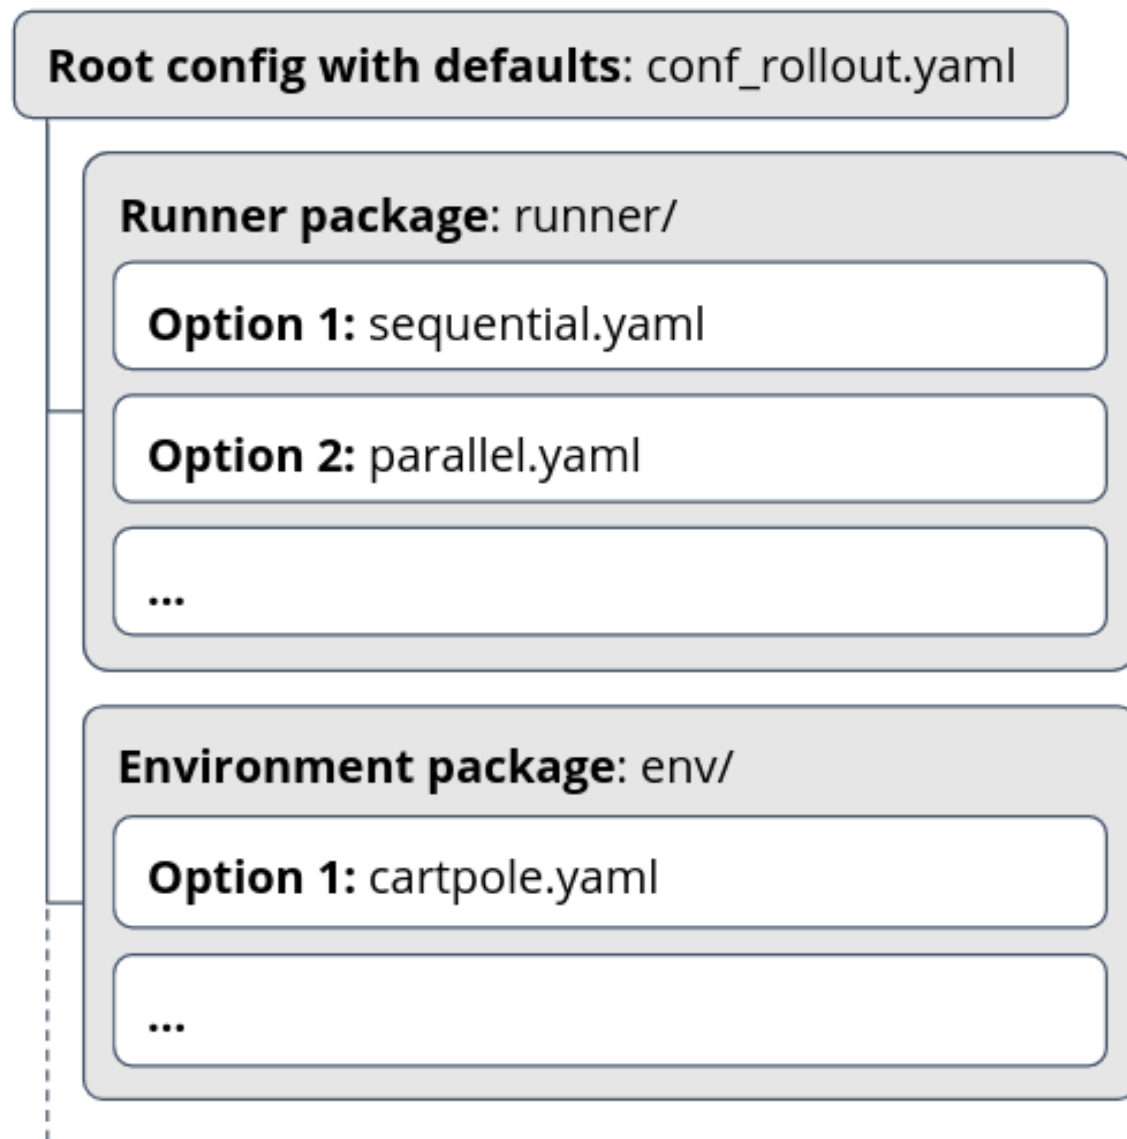 Root config with defaults: conf_rollout.yaml
Runner package: runner/
Option 1: sequential.yaml
Option 2: parallel.yaml
...
Environment package: env/
Option 1: cartpole.yaml
...